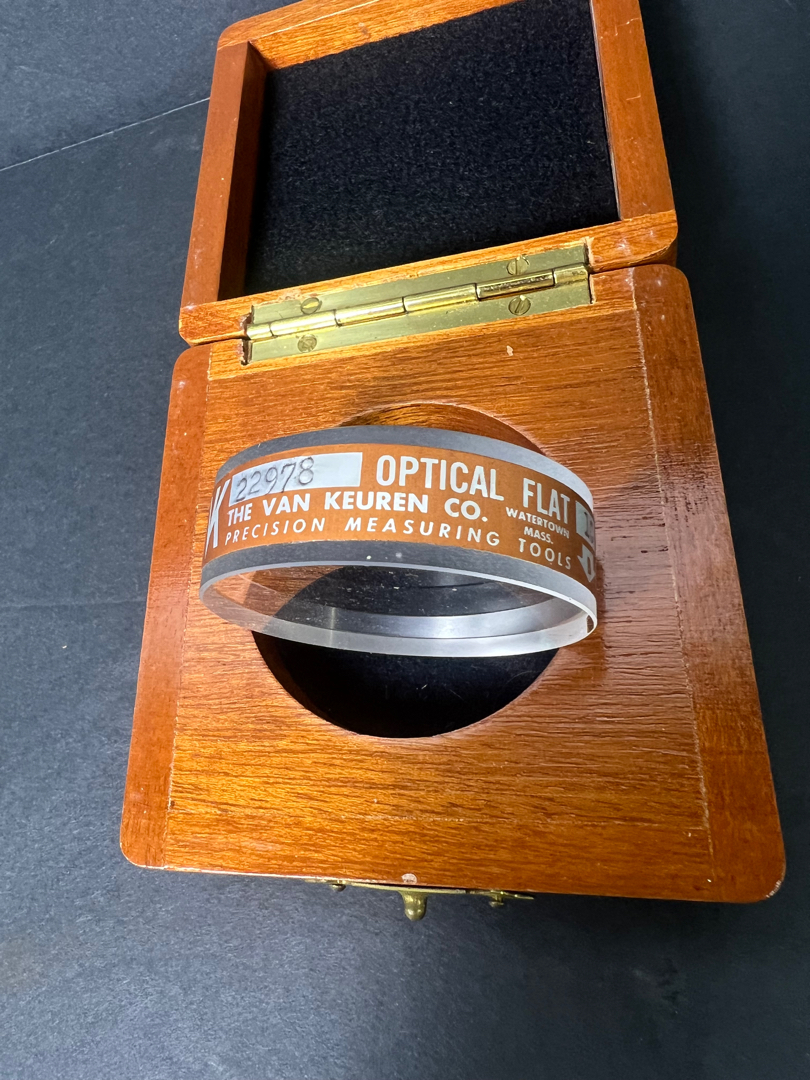 22978 OPTICAL FLAT
THE VAN KEUREN CO.
WATERTOWN
MASS.
PRECISION MEASURING TOOLS